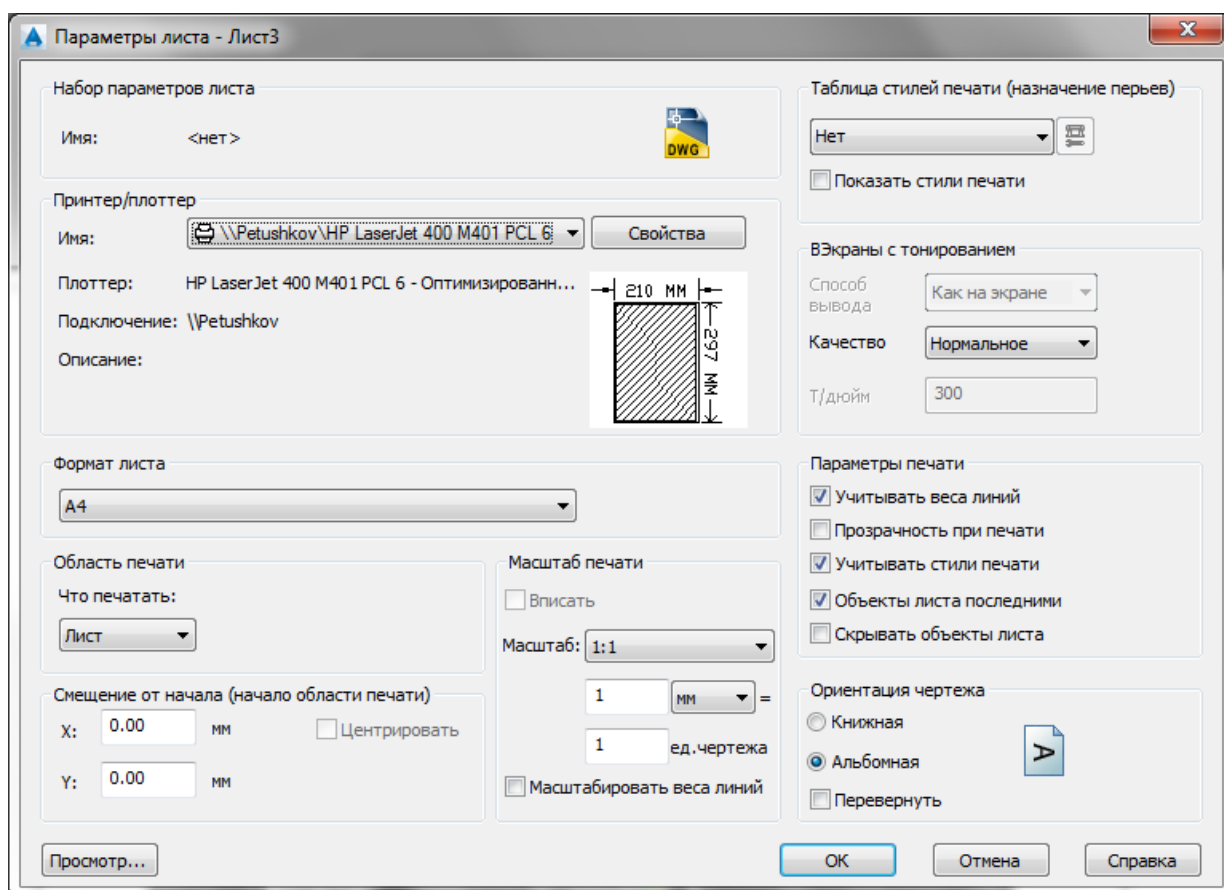 Параметры листа - Лист3
Набор параметров листа
Имя: <нет>
DWG
Принтер/плоттер
Имя: \\Petushkov\HP LaserJet 400 M401 PCL 6
Свойства
Плоттер: HP LaserJet 400 M401 PCL 6 - Оптимизированн...
Подключение: \\Petushkov
Описание:
210 MM
297 MM
Формат листа
A4
Область печати
Что печатать:
Лист
Смещение от начала (начало области печати)
X: 0.00 мм
Центрировать
Y: 0.00 мм
Масштаб печати
Вписать
Масштаб: 1:1
1 мм =
1 ед.чертежа
Масштабировать веса линий
Таблица стилей печати (назначение перьев)
Нет
Показать стили печати
ВЭкраны с тонированием
Способ
вывода
Как на экране
Качество Нормальное
Т/дюйм 300
Параметры печати
Учитывать веса линий
Прозрачность при печати
Учитывать стили печати
Объекты листа последними
Скрывать объекты листа
Ориентация чертежа
Книжная
Альбомная
A
Перевернуть
Просмотр...
ОК
Отмена
Справка